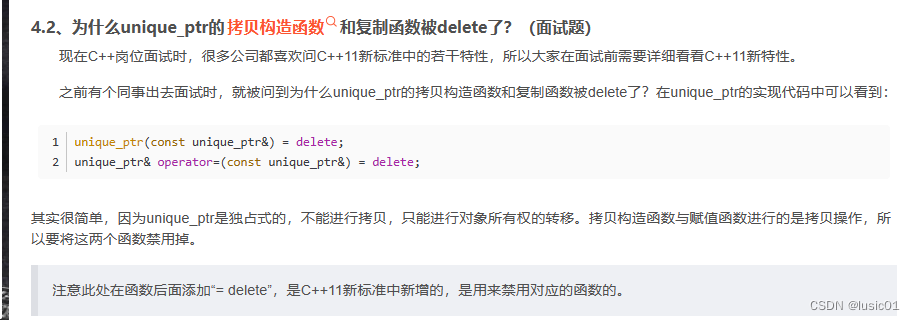 4.2、为什么unique_ptr的拷贝构造函数和复制函数被delete了？（面试题）
现在C++岗位面试时，很多公司都喜欢问C++11新标准中的若干特性，所以大家在面试前需要详细看看C++11新特性。
之前有个同事出去面试时，就被问到为什么unique_ptr的拷贝构造函数和复制函数被delete了？在unique_ptr的实现代码中可以看到：
1 unique_ptr(const unique_ptr&) = delete;
2 unique_ptr& operator=(const unique_ptr&) = delete;
其实很简单，因为unique_ptr是独占式的，不能进行拷贝，只能进行对象所有权的转移。拷贝构造函数与赋值函数进行的是拷贝操作，所
以要将这两个函数禁用掉。
注意此处在函数后面添加“= delete”，是C++11新标准中新增的，是用来禁用对应的函数的。
CSDN @lusic01